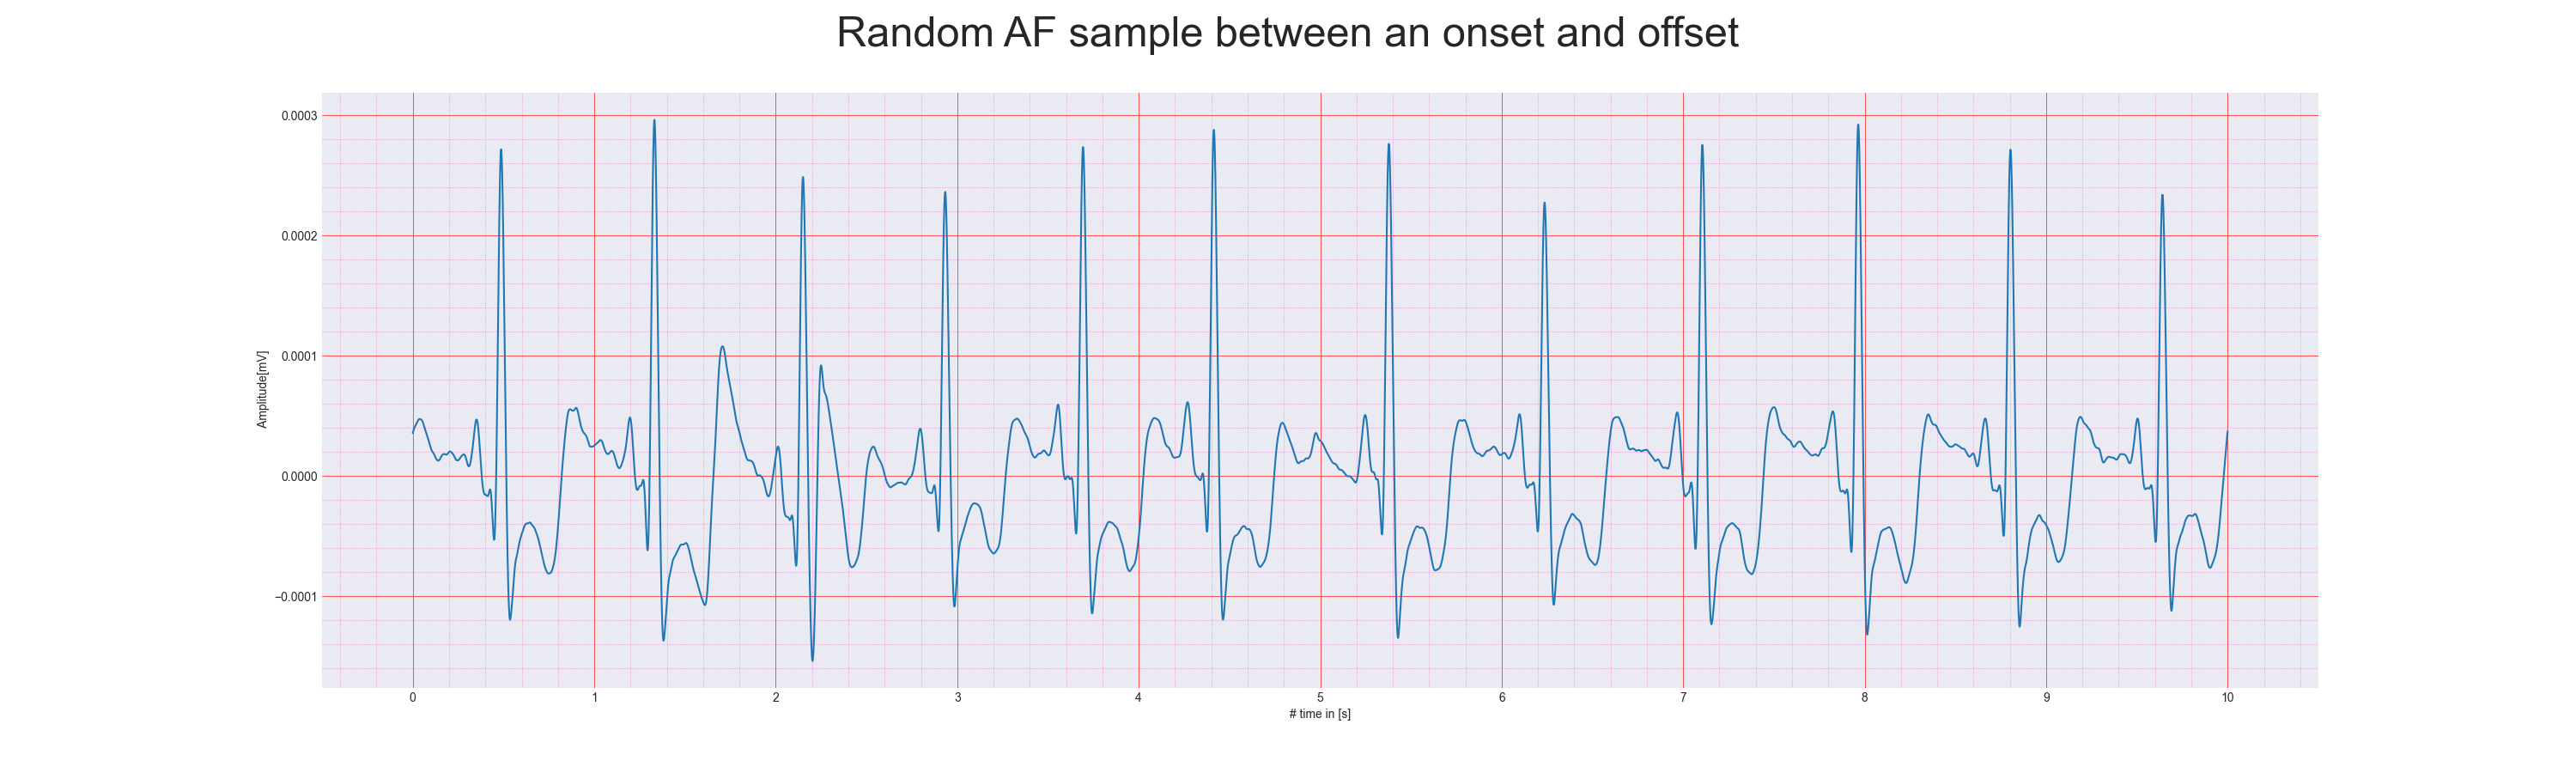 Random AF sample between an onset and offset
0.0003
0.0002
0.0001
0.0000
−0.0001
Amplitude[mV]
0 1 2 3 4 5 6 7 8 9 10
# time in [s]